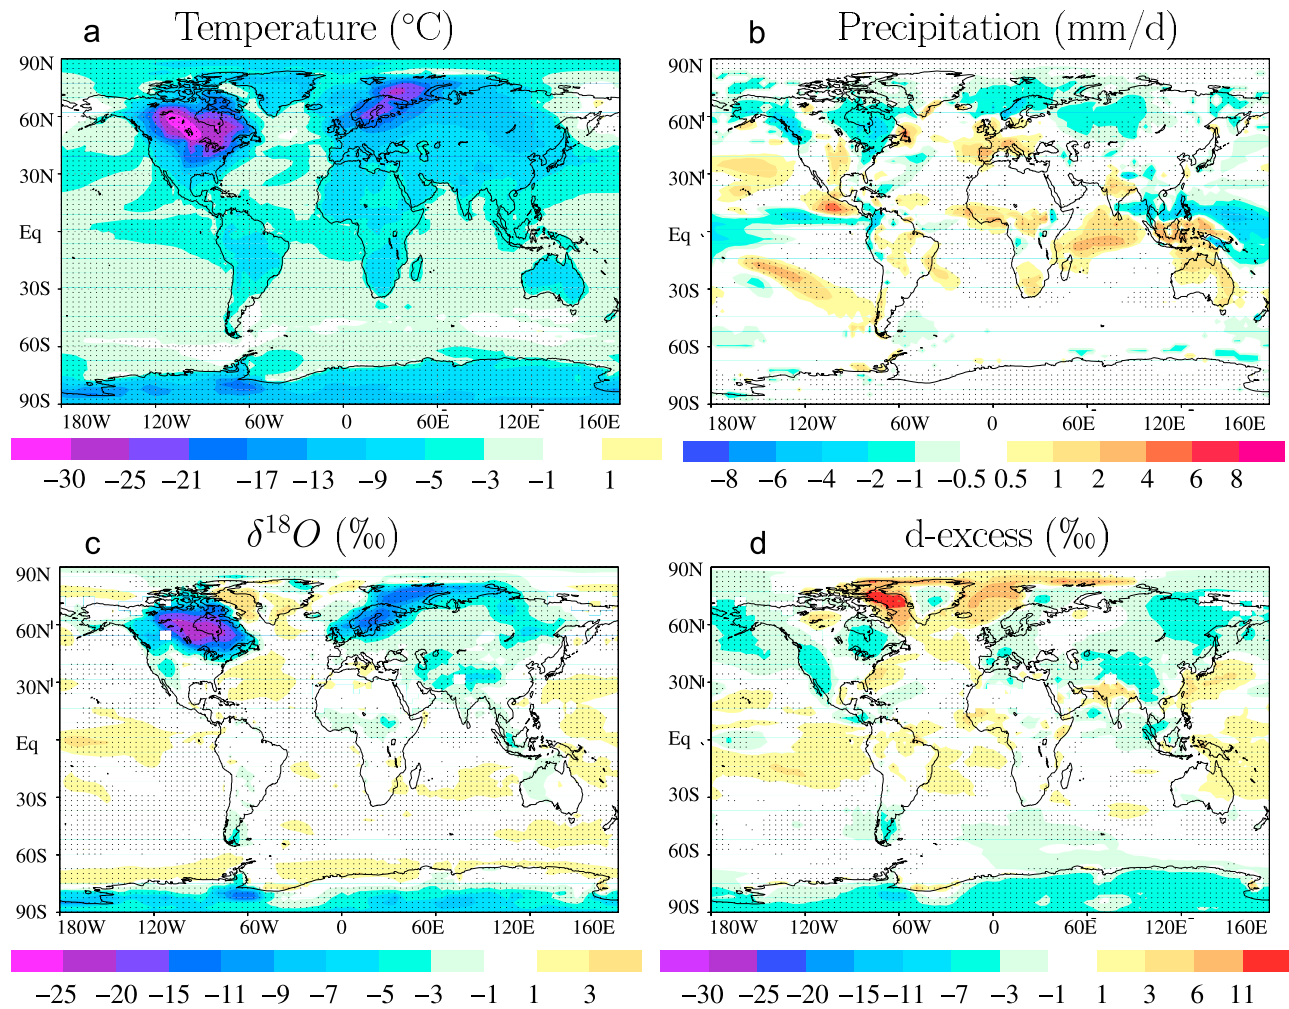 a Temperature (°C)
90N
60N
30N
Eq
30S
60S
90S
180W 120W 60W 0 60E 120E 160E
−30 −25 −21 −17 −13 −9 −5 −3 −1 1
b Precipitation (mm/d)
90N
60N
30N
Eq
30S
60S
90S
180W 120W 60W 0 60E 120E 160E
−8 −6 −4 −2 −1 −0.5 0.5 1 2 4 6 8
c δ¹⁸O (‰)
90N
60N
30N
Eq
30S
60S
90S
180W 120W 60W 0 60E 120E 160E
−25 −20 −15 −11 −9 −7 −5 −3 −1 1 3
d d-excess (‰)
90N
60N
30N
Eq
30S
60S
90S
180W 120W 60W 0 60E 120E 160E
−30 −25 −20 −15 −11 −7 −3 −1 1 3 6 11